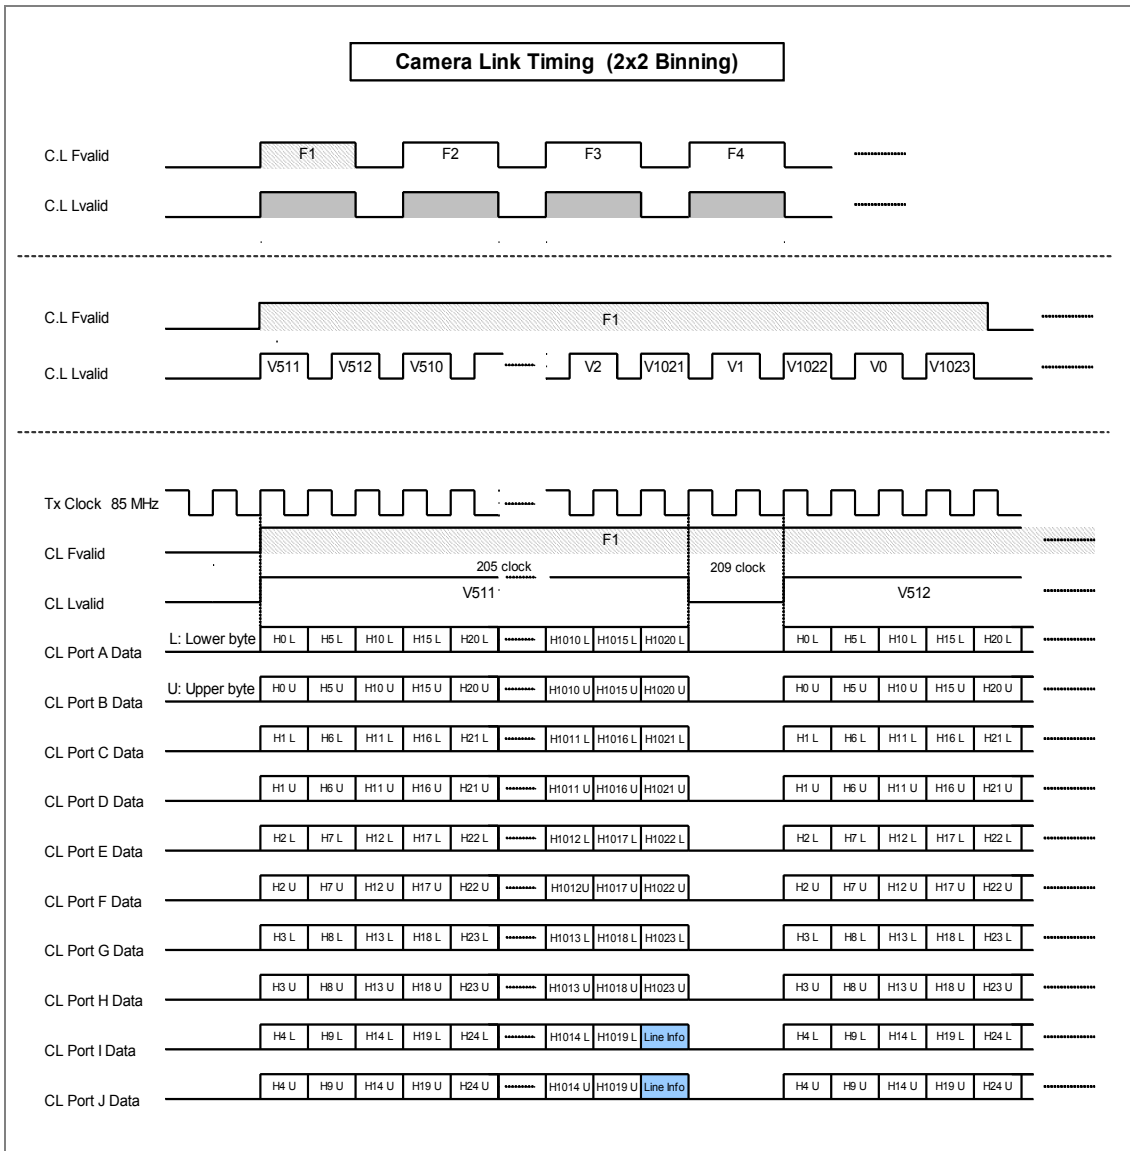 Camera Link Timing (2x2 Binning)
C.L Fvalid F1 F2 F3 F4
C.L Lvalid
C.L Fvalid F1
C.L Lvalid V511 V512 V510 V2 V1021 V1 V1022 V0 V1023
Tx Clock 85 MHz
CL Fvalid F1
205 clock 209 clock
CL Lvalid V511 V512
L: Lower byte H0 L H5 L H10 L H15 L H20 L H1010 L H1015 L H1020 L H0 L H5 L H10 L H15 L H20 L
CL Port A Data
U: Upper byte H0 U H5 U H10 U H15 U H20 U H1010 U H1015 U H1020 U H0 U H5 U H10 U H15 U H20 U
CL Port B Data
H1 L H6 L H11 L H16 L H21 L H1011 L H1016 L H1021 L H1 L H6 L H11 L H16 L H21 L
CL Port C Data
H1 U H6 U H11 U H16 U H21 U H1011 U H1016 U H1021 U H1 U H6 U H11 U H16 U H21 U
CL Port D Data
H2 L H7 L H12 L H17 L H22 L H1012 L H1017 L H1022 L H2 L H7 L H12 L H17 L H22 L
CL Port E Data
H2 U H7 U H12 U H17 U H22 U H1012U H1017 U H1022 U H2 U H7 U H12 U H17 U H22 U
CL Port F Data
H3 L H8 L H13 L H18 L H23 L H1013 L H1018 L H1023 L H3 L H8 L H13 L H18 L H23 L
CL Port G Data
H3 U H8 U H13 U H18 U H23 U H1013 U H1018 U H1023 U H3 U H8 U H13 U H18 U H23 U
CL Port H Data
H4 L H9 L H14 L H19 L H24 L H1014 L H1019 L Line Info H4 L H9 L H14 L H19 L H24 L
CL Port I Data
H4 U H9 U H14 U H19 U H24 U H1014 U H1019 U Line Info H4 U H9 U H14 U H19 U H24 U
CL Port J Data